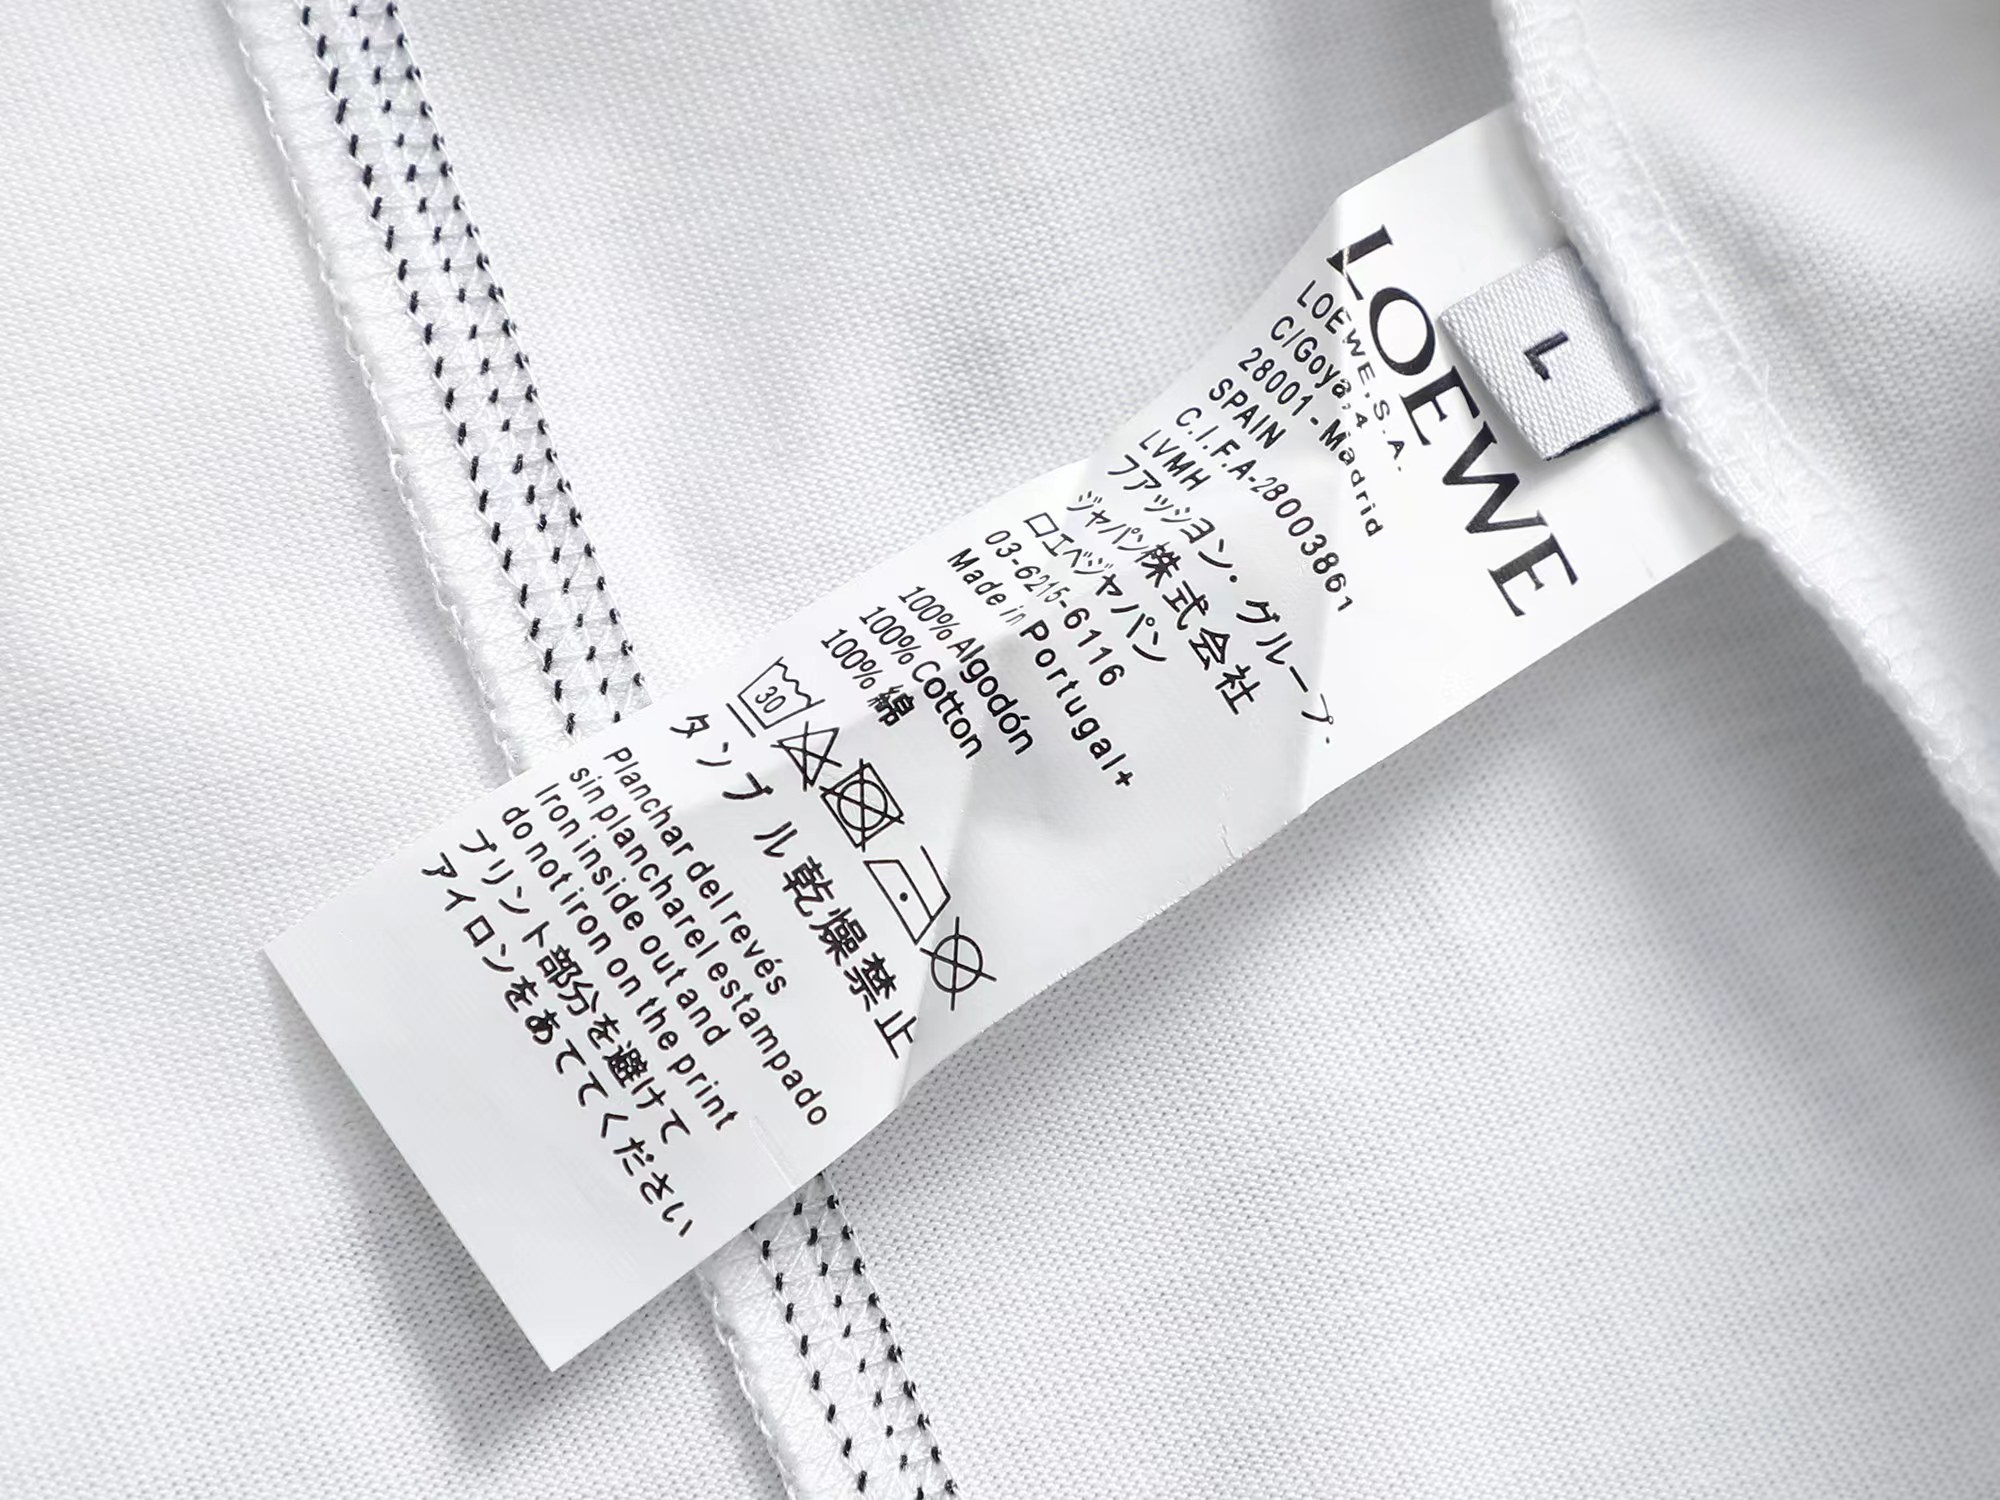 LOEWE
L
LOEWE,S.A.
C/Goya,4
28001-Madrid
SPAIN
C.I.F.A-28003861
LVMH
フアッション・グループ.
ジャパン株式会社
ロエベジャパン
03-6215-6116
Made in Portugal+
100% Algodón
100% Cotton
100% 綿
30
タンブル乾燥禁止
Planchar del revés
sin planchar el estampado
Iron inside out and
do not iron on the print
プリント部分を避けて
アイロンをあててください